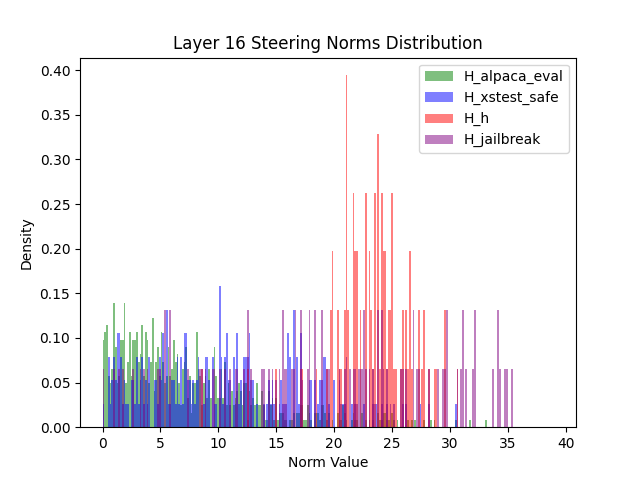 Layer 16 Steering Norms Distribution
0.40
0.35
0.30
0.25
0.20
0.15
0.10
0.05
0.00
Density
H_alpaca_eval
H_xstest_safe
H_h
H_jailbreak
0 5 10 15 20 25 30 35 40
Norm Value